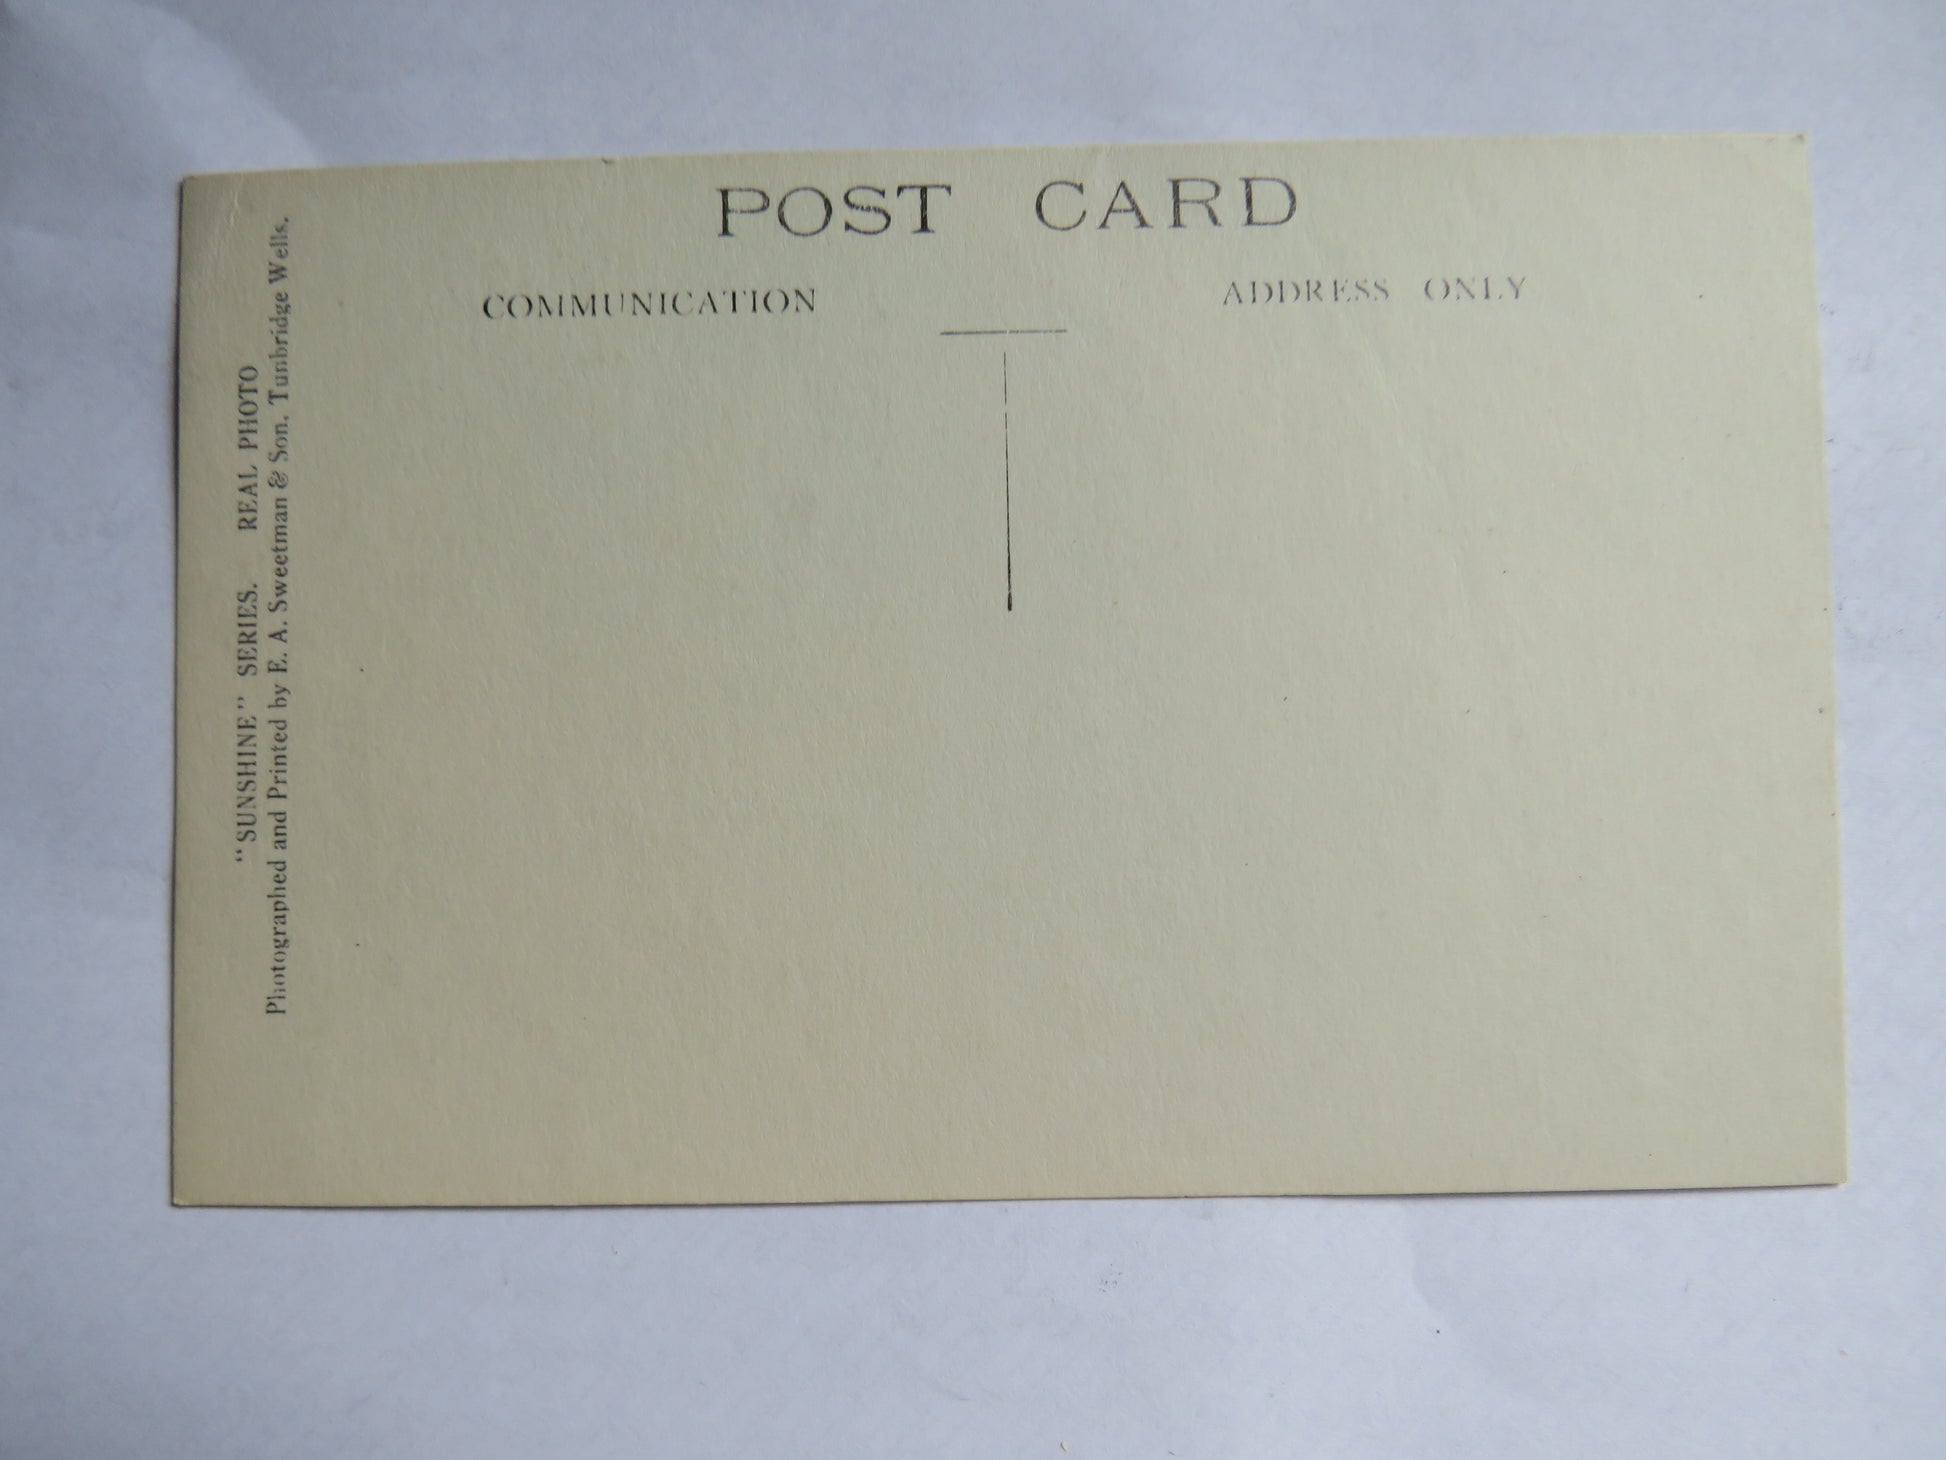 POST CARD
COMMUNICATION
ADDRESS ONLY
"SUNSHINE" SERIES. REAL PHOTO
Photographed and Printed by E. A. Sweetman & Son. Tunbridge Wells.